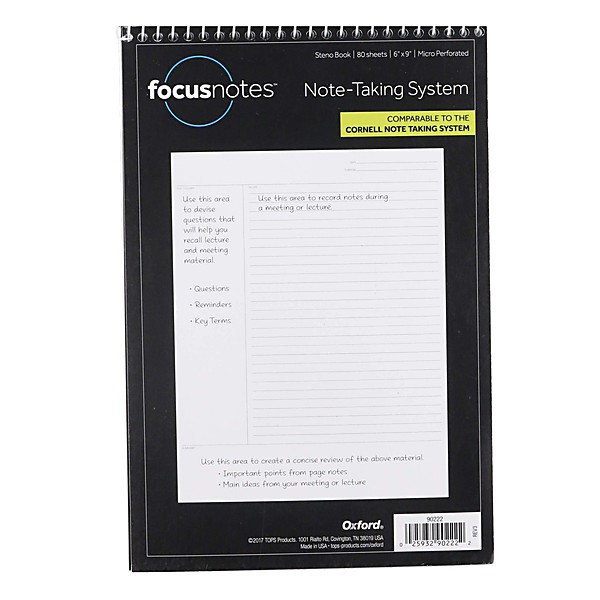 Steno Book | 80 sheets | 6" x 9" | Micro Perforated
focusnotes™
Note-Taking System
COMPARABLE TO THE
CORNELL NOTE TAKING SYSTEM
Use this area
to devise
questions that
will help you
recall lecture
and meeting
material.
• Questions
• Reminders
• Key Terms
Use this area to record notes during
a meeting or lecture.
Use this area to create a concise review of the above material.
• Important points from page notes
• Main ideas from your meeting or lecture
Oxford®
©2017 TOPS Products. 1001 Rialto Rd, Covington, TN 38019 USA
Made in USA • tops-products.com/oxford
90222
0 25932 90222 2
REV3